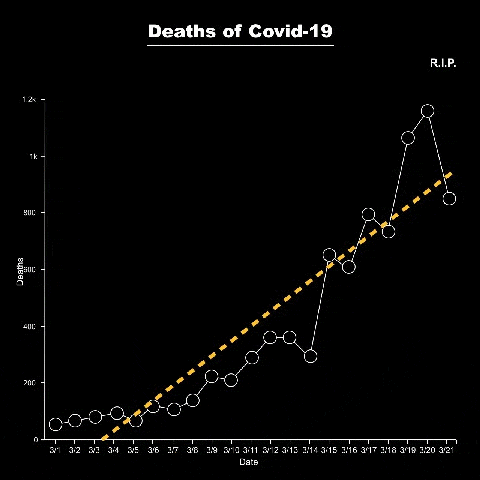 Deaths of Covid-19
R.I.P.
1.2k
1k
800
600
400
200
0
Deaths
3/1 3/2 3/3 3/4 3/5 3/6 3/7 3/8 3/9 3/10 3/11 3/12 3/13 3/14 3/15 3/16 3/17 3/18 3/19 3/20 3/21
Date